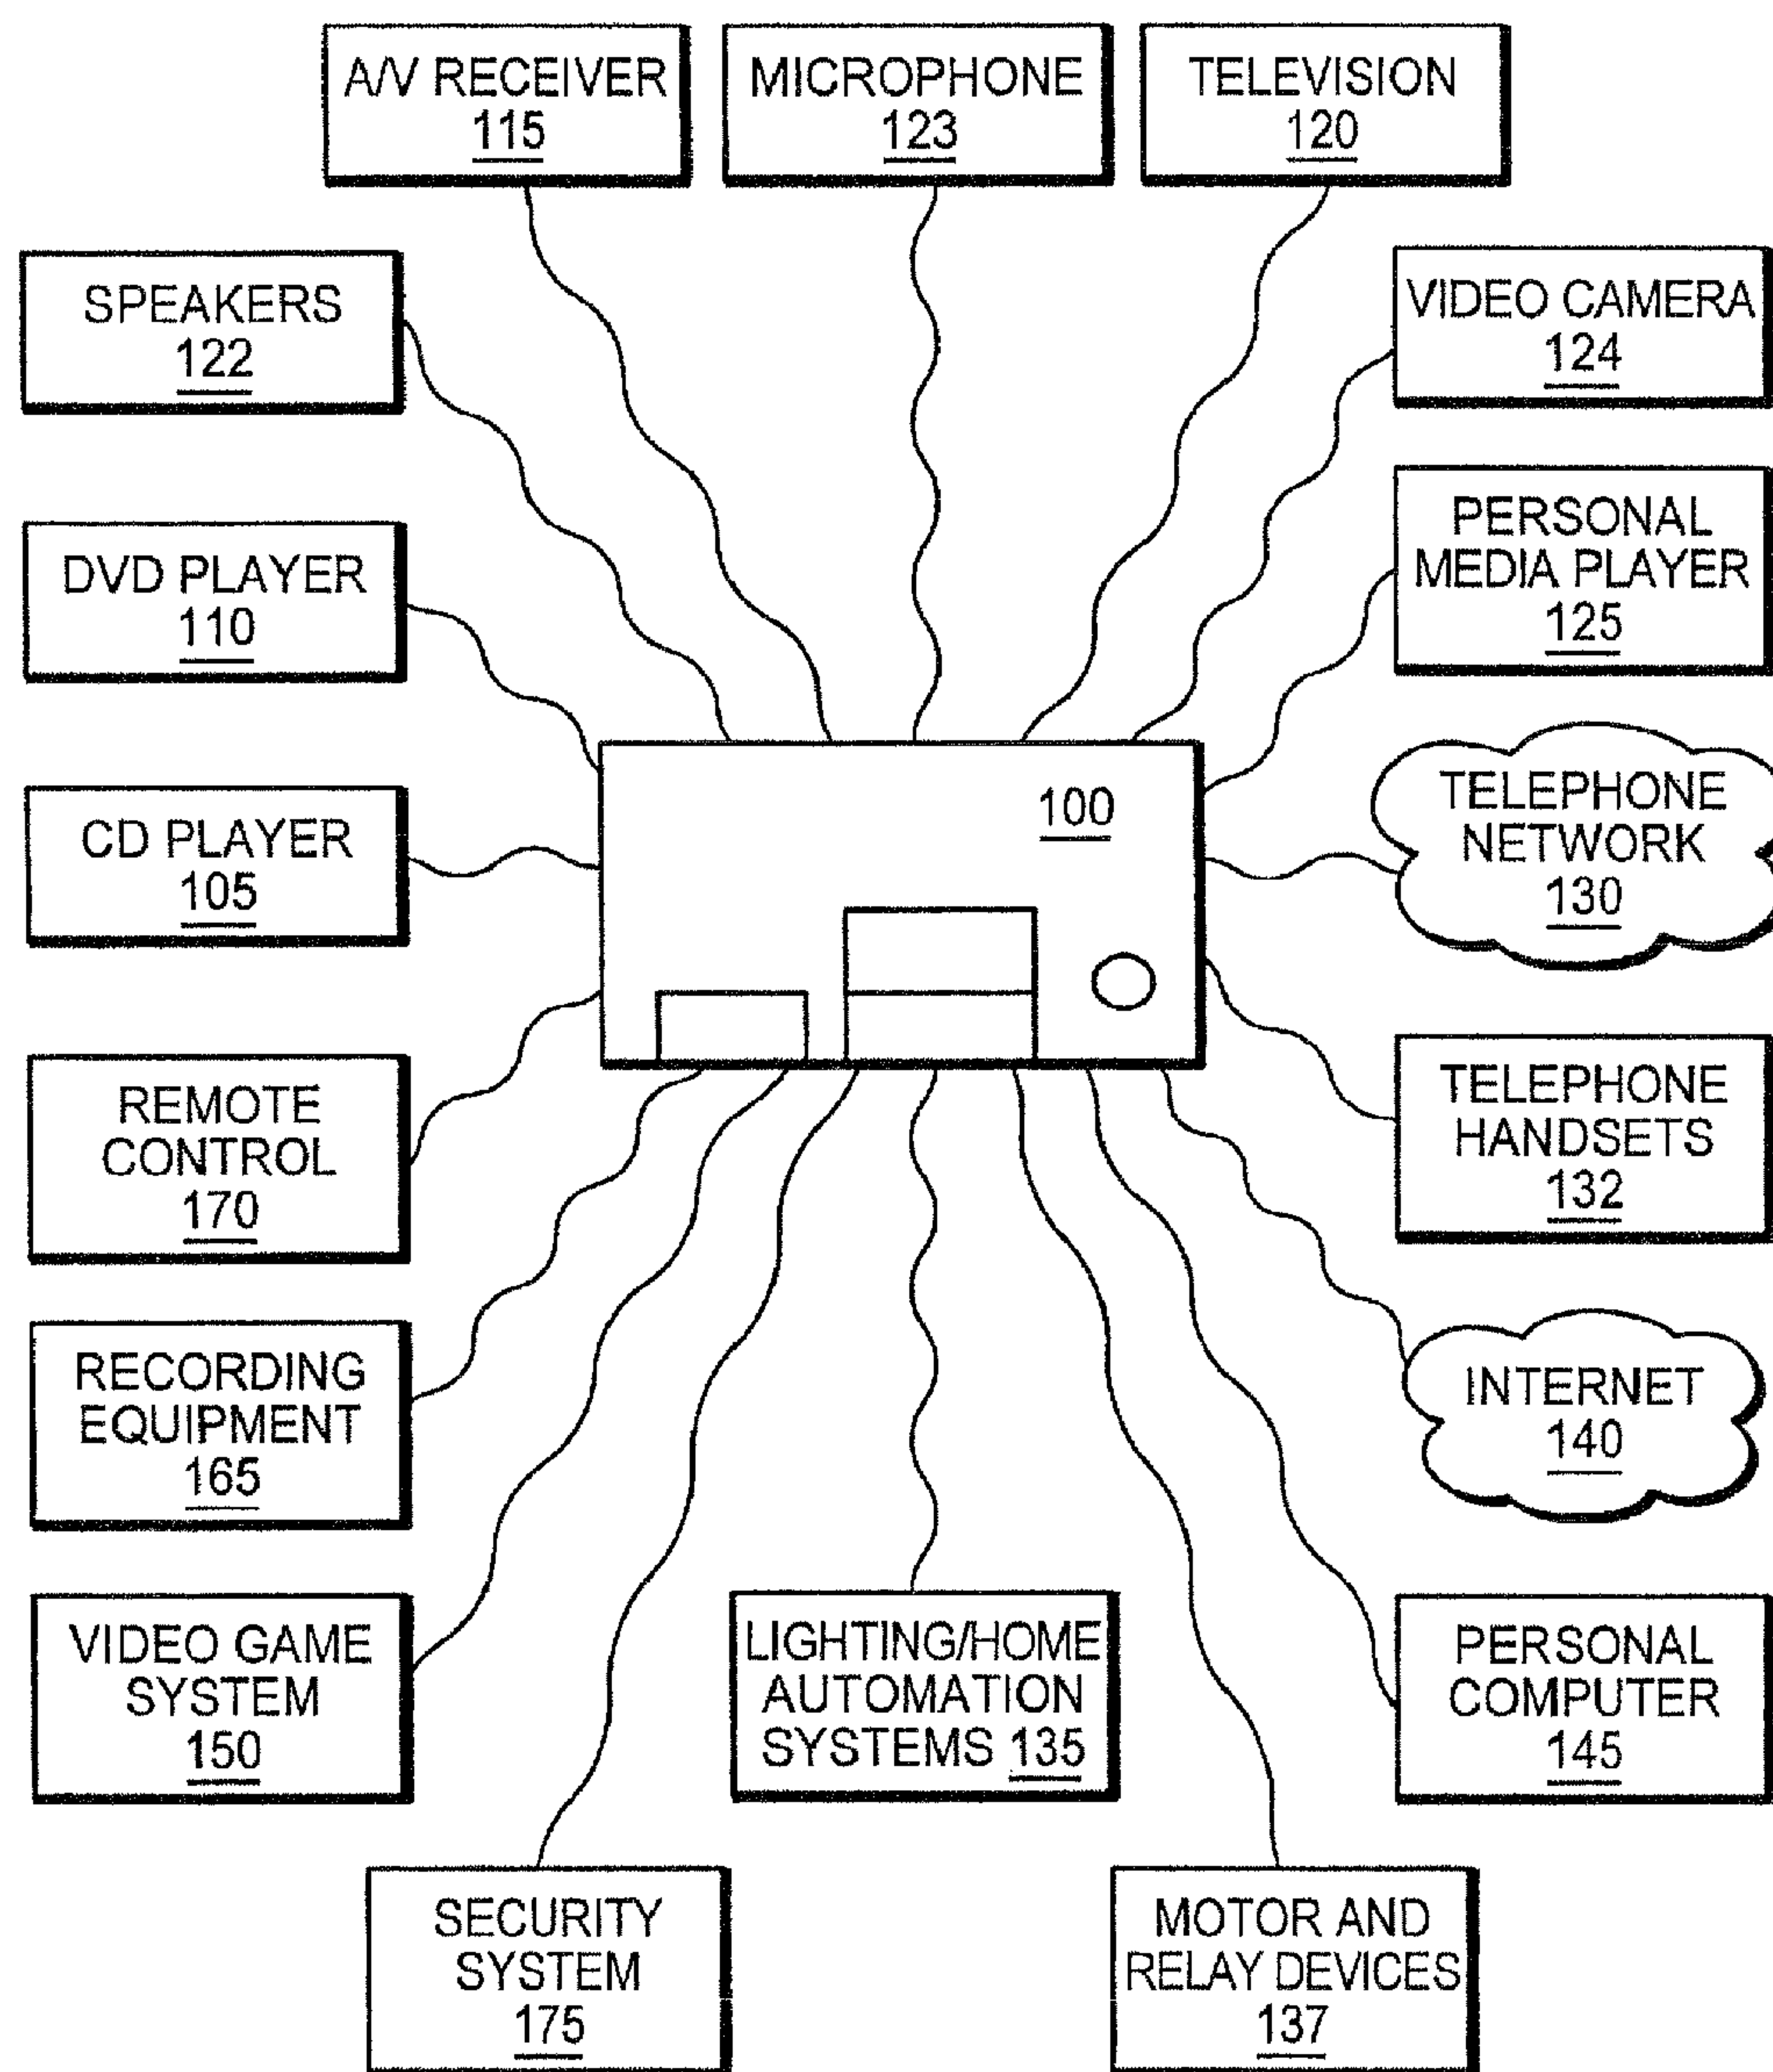 A/V RECEIVER
115
MICROPHONE
123
TELEVISION
120
SPEAKERS
122
VIDEO CAMERA
124
DVD PLAYER
110
PERSONAL
MEDIA PLAYER
125
CD PLAYER
105
100
TELEPHONE
NETWORK
130
REMOTE
CONTROL
170
TELEPHONE
HANDSETS
132
RECORDING
EQUIPMENT
165
INTERNET
140
VIDEO GAME
SYSTEM
150
LIGHTING/HOME
AUTOMATION
SYSTEMS 135
PERSONAL
COMPUTER
145
SECURITY
SYSTEM
175
MOTOR AND
RELAY DEVICES
137